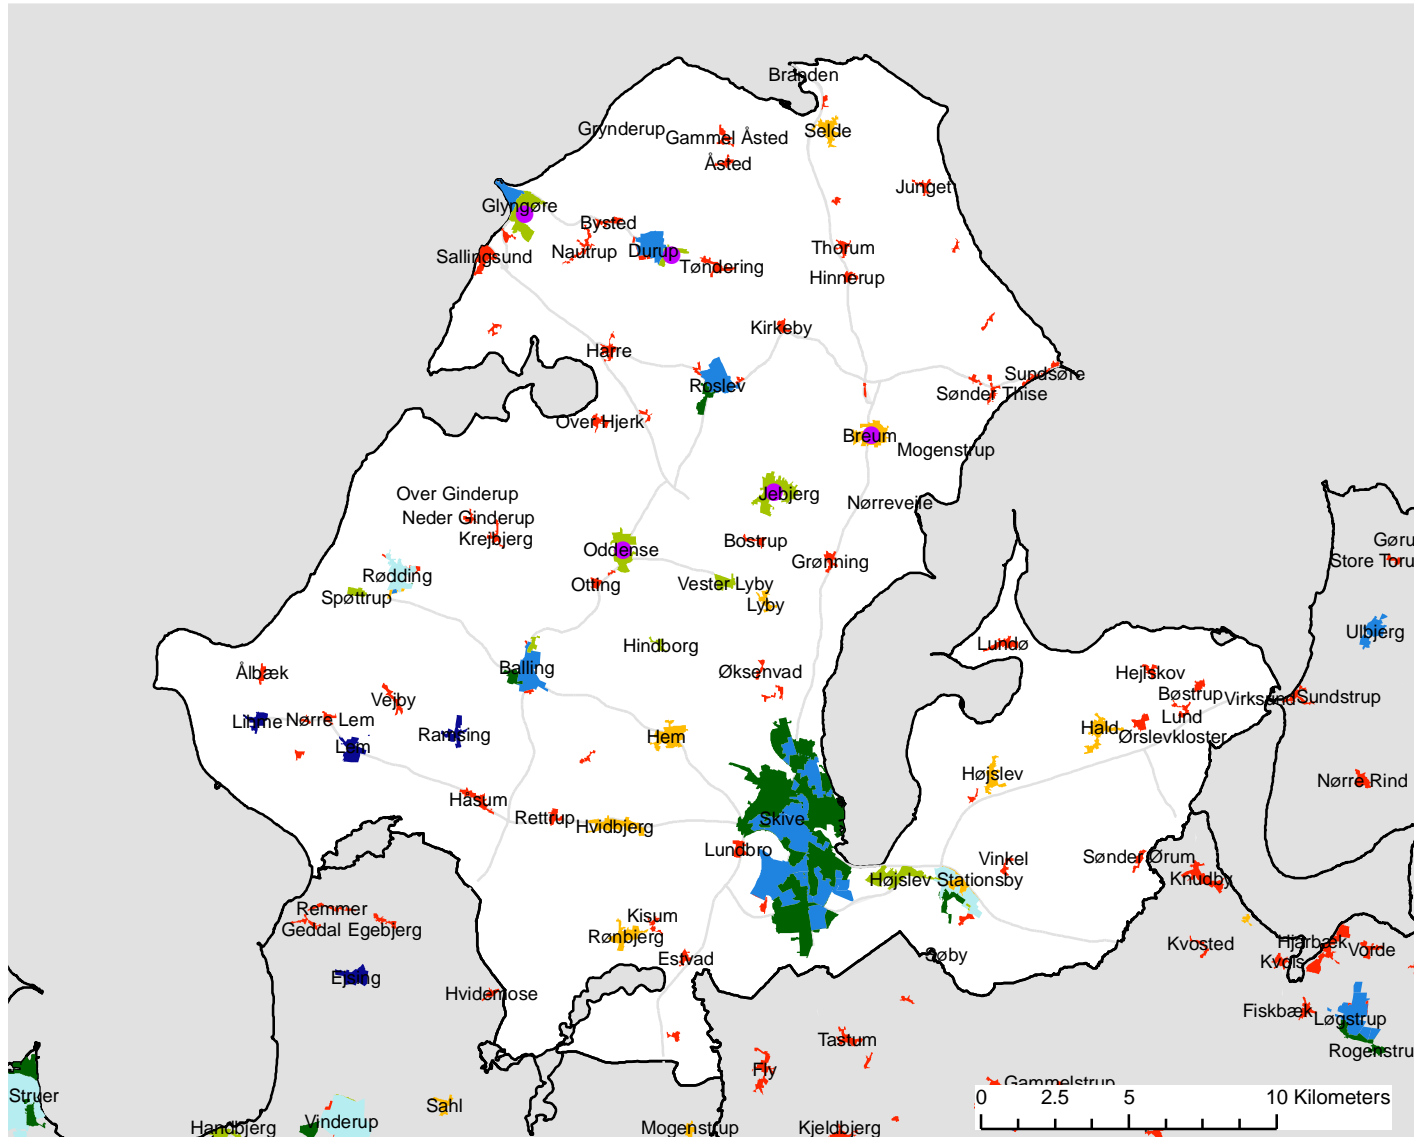 Branden
Grynderup
Gammel Åsted
Selde
Åsted
Junget
Glyngøre
Bysted
Sallingsund
Nautrup
Durup
Tøndering
Thorum
Hinnerup
Kirkeby
Harre
Roslev
Sundsøre
Sønder Thise
Over Hjerk
Breum
Mogenstrup
Over Ginderup
Jebjerg
Nørreveile
Neder Ginderup
Krejbjerg
Oddense
Bostrup
Grønning
Gøru
Store Toru
Rødding
Spøttrup
Otting
Vester Lyby
Lyby
Ulbjerg
Hindborg
Lundø
Balling
Ålbæk
Øksenvad
Hejlskov
Vejby
Bøstrup
Virksund
Sundstrup
Lihme
Nørre Lem
Lund
Lem
Ramsing
Hem
Hald
Ørslevkloster
Højslev
Nørre Rind
Håsum
Rettrup
Hvidbjerg
Skive
Lundbro
Vinkel
Sønder Ørum
Højslev Stationsby
Knudby
Remmer
Geddal Egebjerg
Kisum
Rønbjerg
Estvad
Søby
Kvosted
Hjarbæk
Vorde
Kvols
Ejsing
Hvidemose
Fiskbæk
Løgstrup
Tastum
Rogenstru
Fly
Gammelstrup
Struer
Sahl
Handbjerg
Vinderup
Mogenstrup
Kjeldbjerg
0 2.5 5 10 Kilometers